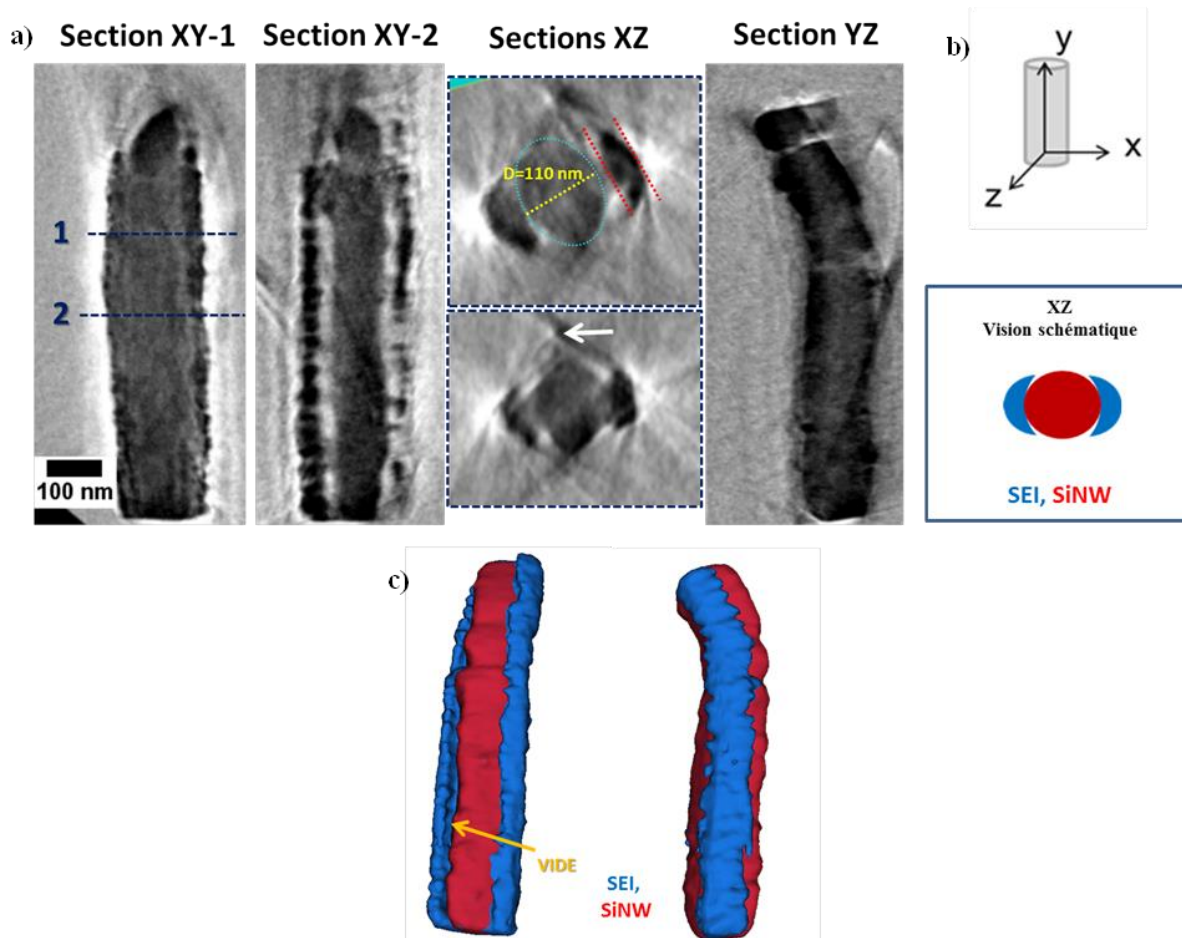 a)
Section XY-1
Section XY-2
Sections XZ
Section YZ
b)
y
x
z
1
2
D=110 nm
100 nm
XZ
Vision schématique
SEI, SiNW
c)
VIDE
SEI,
SiNW